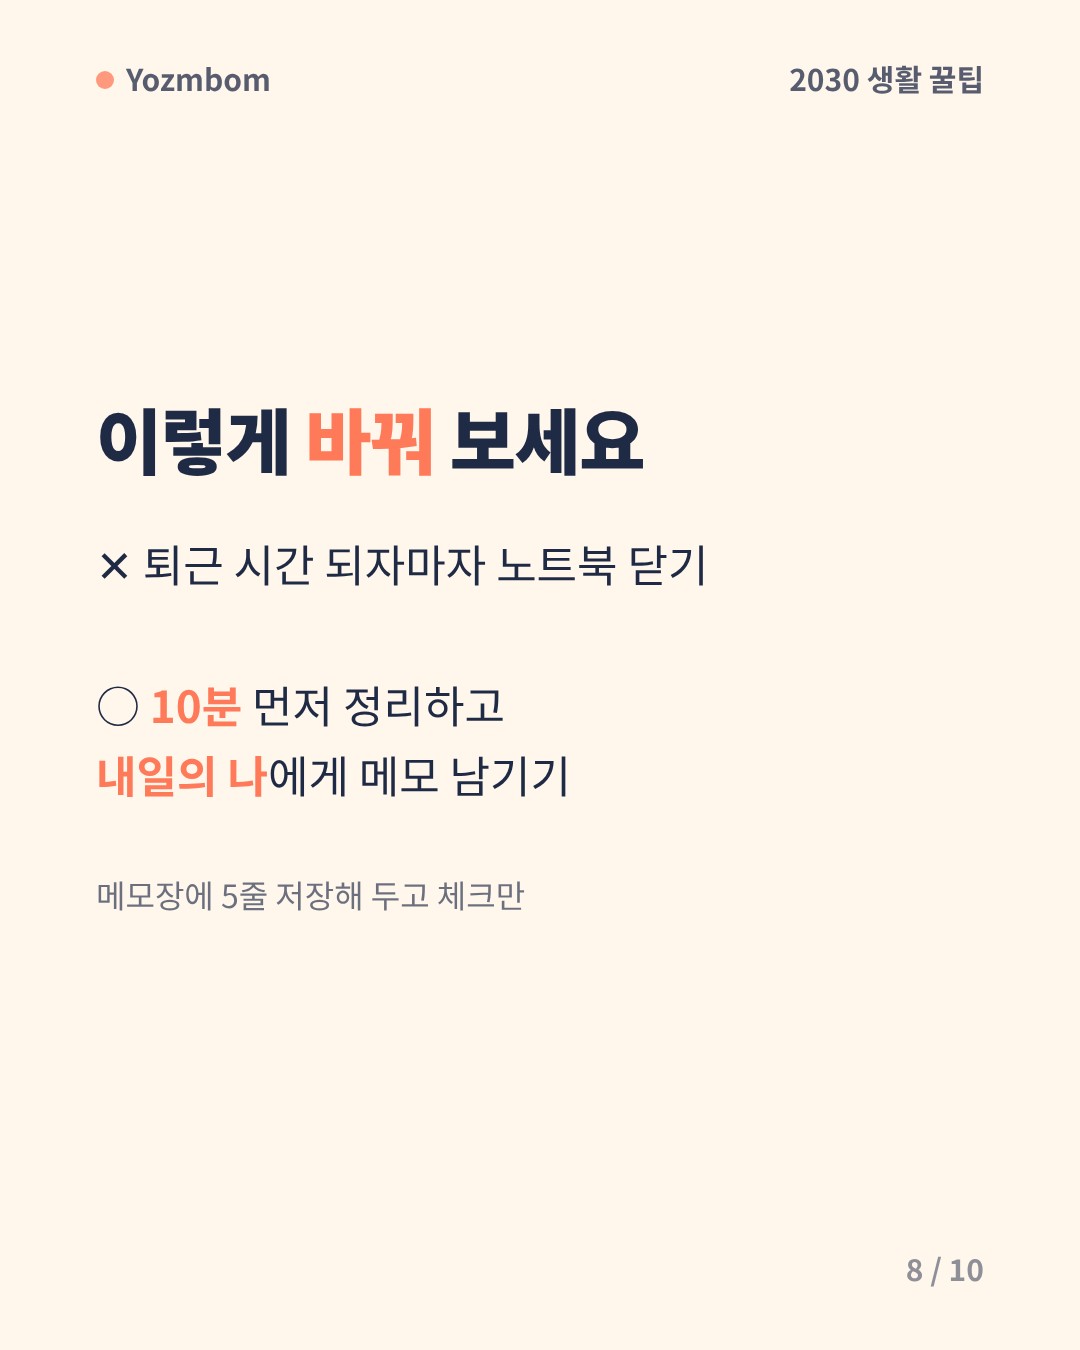 Yozmbom
2030 생활 꿀팁
이렇게 바꿔 보세요
✕ 퇴근 시간 되자마자 노트북 닫기
◯ 10분 먼저 정리하고
내일의 나에게 메모 남기기
메모장에 5줄 저장해 두고 체크만
8 / 10